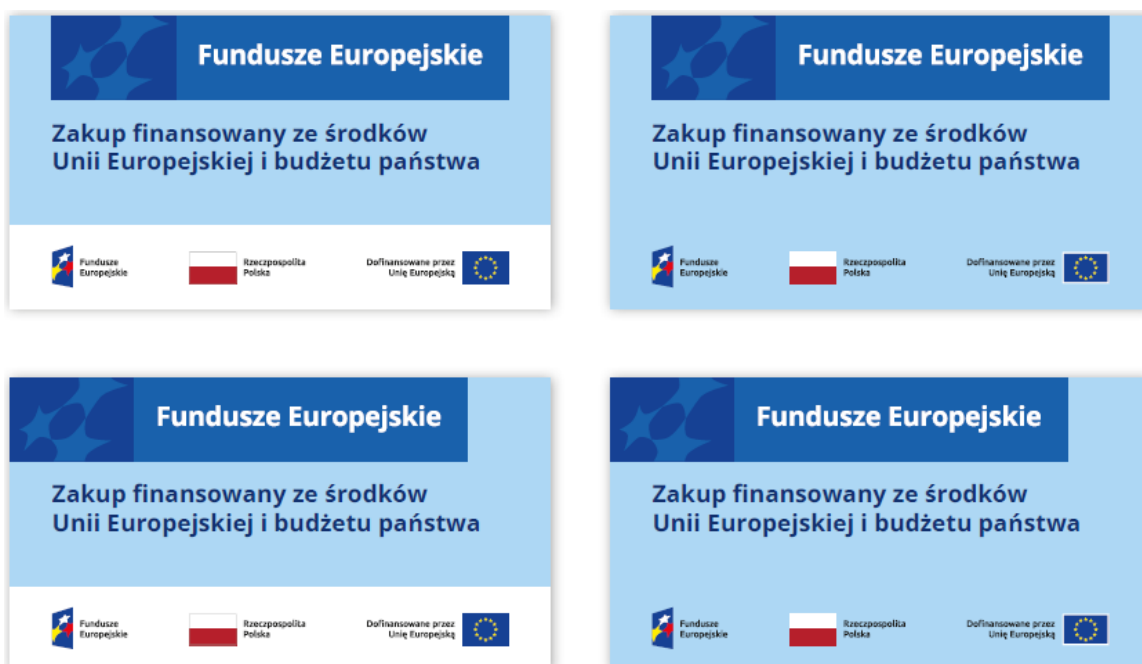 Fundusze Europejskie
Zakup finansowany ze środków
Unii Europejskiej i budżetu państwa
Fundusze
Europejskie
Rzeczpospolita
Polska
Dofinansowane przez
Unię Europejską
Fundusze Europejskie
Zakup finansowany ze środków
Unii Europejskiej i budżetu państwa
Fundusze
Europejskie
Rzeczpospolita
Polska
Dofinansowane przez
Unię Europejską
Fundusze Europejskie
Zakup finansowany ze środków
Unii Europejskiej i budżetu państwa
Fundusze
Europejskie
Rzeczpospolita
Polska
Dofinansowane przez
Unię Europejską
Fundusze Europejskie
Zakup finansowany ze środków
Unii Europejskiej i budżetu państwa
Fundusze
Europejskie
Rzeczpospolita
Polska
Dofinansowane przez
Unię Europejską